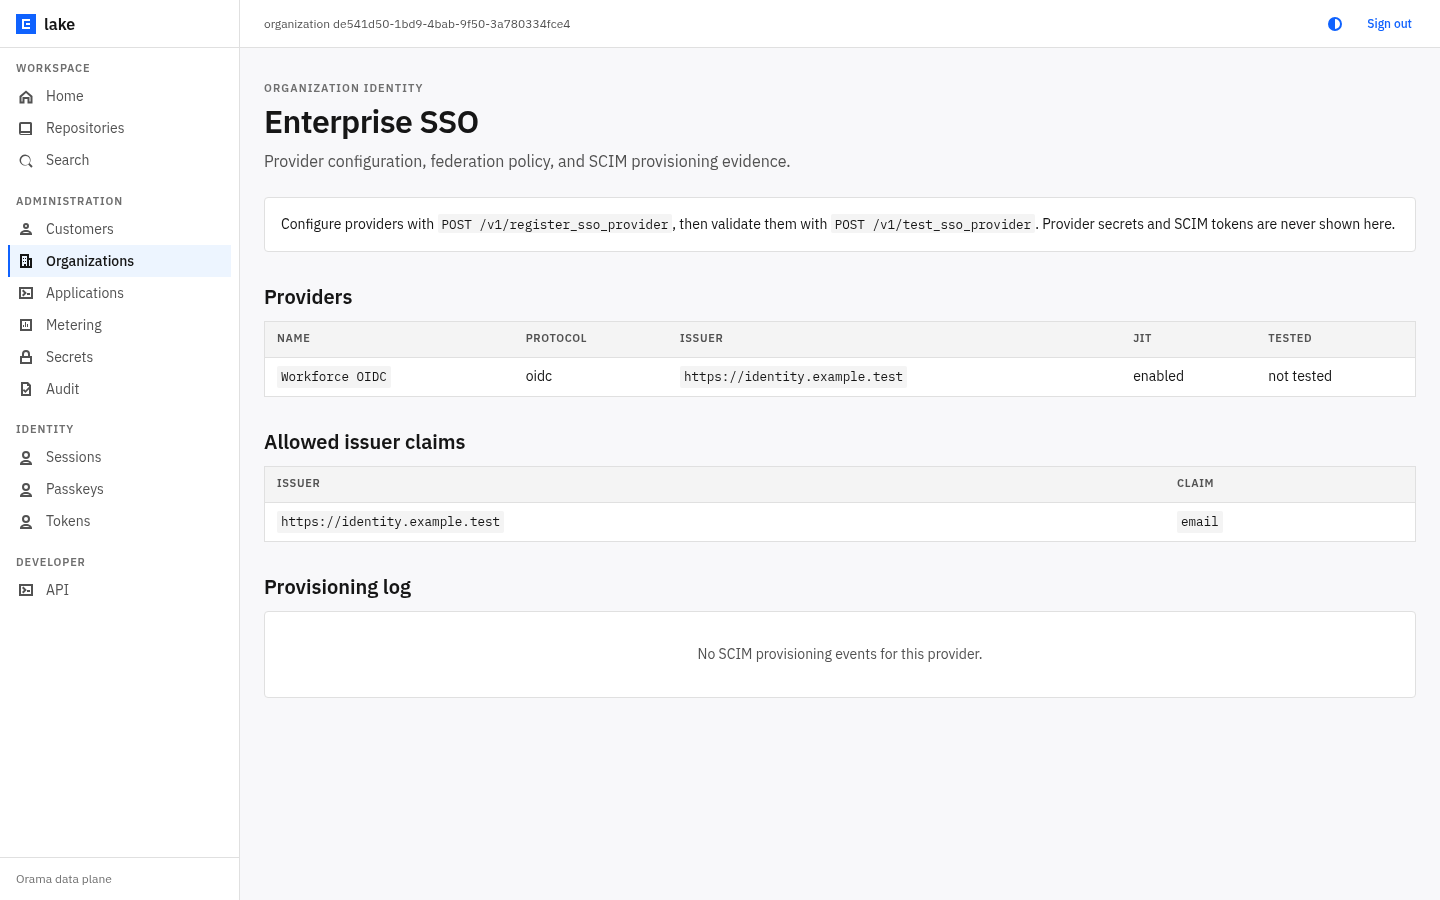 lake
organization de541d50-1bd9-4bab-9f50-3a780334fce4
Sign out
WORKSPACE
Home
Repositories
Search
ADMINISTRATION
Customers
Organizations
Applications
Metering
Secrets
Audit
IDENTITY
Sessions
Passkeys
Tokens
DEVELOPER
API
Orama data plane
ORGANIZATION IDENTITY
Enterprise SSO
Provider configuration, federation policy, and SCIM provisioning evidence.
Configure providers with POST /v1/register_sso_provider, then validate them with POST /v1/test_sso_provider. Provider secrets and SCIM tokens are never shown here.
Providers
NAME PROTOCOL ISSUER JIT TESTED
Workforce OIDC oidc https://identity.example.test enabled not tested
Allowed issuer claims
ISSUER CLAIM
https://identity.example.test email
Provisioning log
No SCIM provisioning events for this provider.